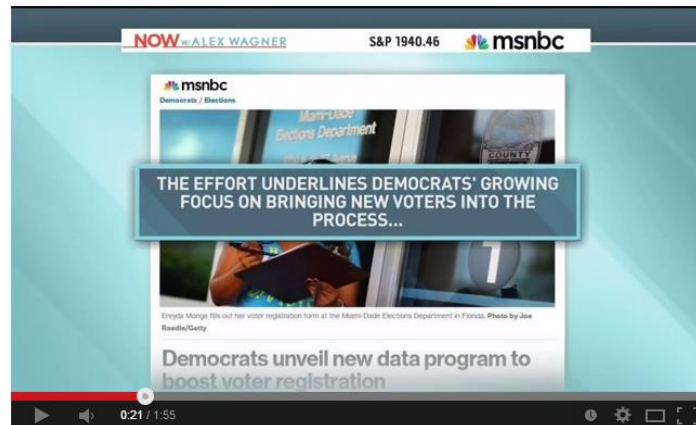 NOW W/ ALEX WAGNER
S&P 1940.46
msnbc
msnbc
Democrats / Elections
Miami-Dade
Elections Department
COUNTY
THE EFFORT UNDERLINES DEMOCRATS' GROWING
FOCUS ON BRINGING NEW VOTERS INTO THE
PROCESS...
1
Ereyda Monge fills out her voter registration form at the Miami-Dade Elections Department in Florida. Photo by Joe
Raedle/Getty
Democrats unveil new data program to
boost voter registration
0:21 / 1:55